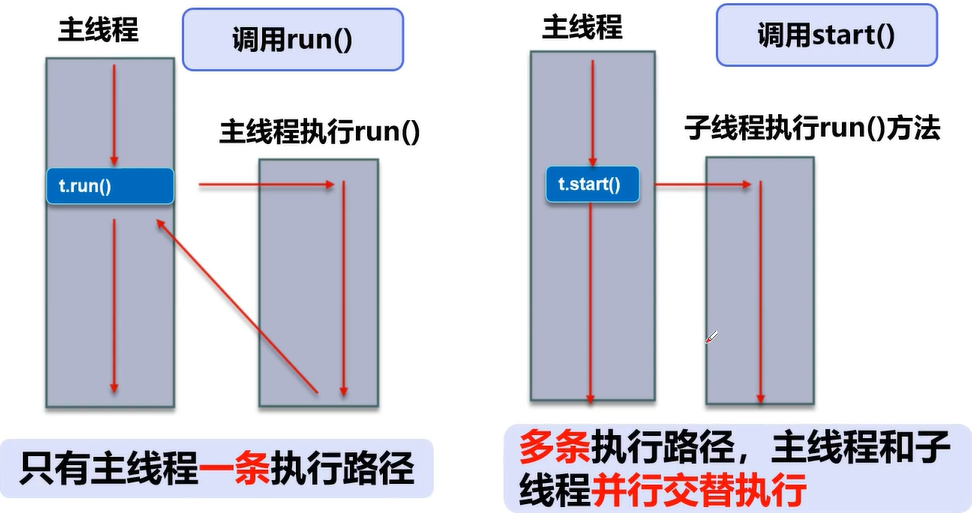 主线程
调用run()
主线程执行run()
t.run()
只有主线程一条执行路径
主线程
调用start()
子线程执行run()方法
t.start()
多条执行路径，主线程和子
线程并行交替执行